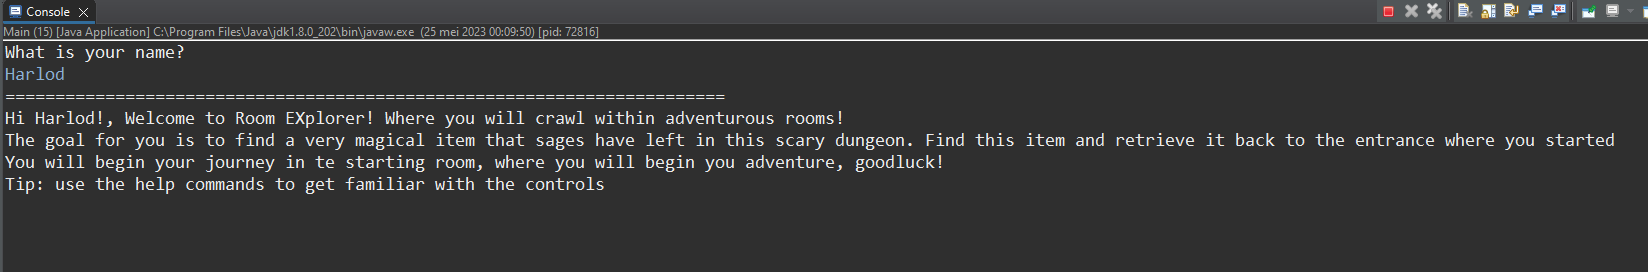 Console
Main (15) [Java Application] C:\Program Files\Java\jdk1.8.0_202\bin\javaw.exe (25 mei 2023 00:09:50) [pid: 72816]
What is your name?
Harlod
========================================================================
Hi Harlod!, Welcome to Room EXplorer! Where you will crawl within adventurous rooms!
The goal for you is to find a very magical item that sages have left in this scary dungeon. Find this item and retrieve it back to the entrance where you started
You will begin your journey in te starting room, where you will begin you adventure, goodluck!
Tip: use the help commands to get familiar with the controls